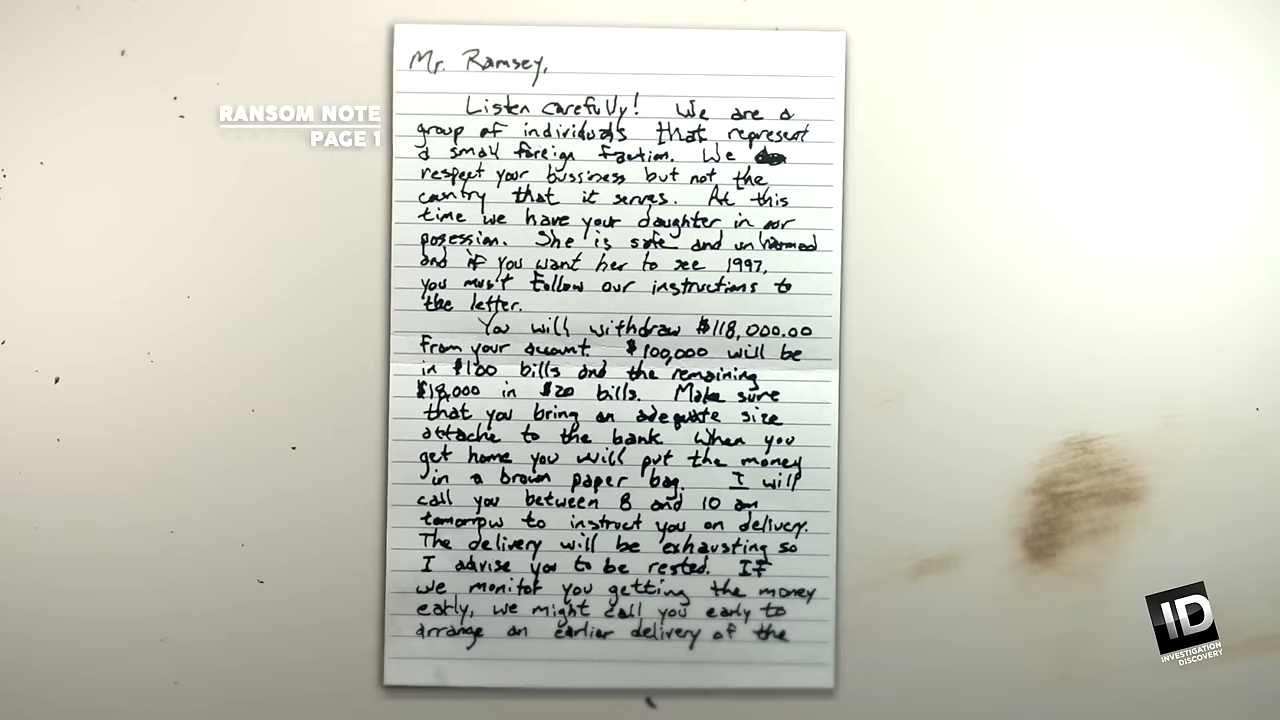 RANSOM NOTE
PAGE 1
Mr. Ramsey,
Listen carefully! We are a
group of individuals that represent
a small foreign faction. We
respect your bussiness but not the
country that it serves. At this
time we have your daughter in our
posession. She is safe and unharmed
and if you want her to see 1997,
you must follow our instructions to
the letter.
You will withdraw $118,000.00
from your account. $100,000 will be
in $100 bills and the remaining
$18,000 in $20 bills. Make sure
that you bring an adequate size
attache to the bank. When you
get home you will put the money
in a brown paper bag. I will
call you between 8 and 10 am
tomorrow to instruct you on delivery.
The delivery will be exhausting so
I advise you to be rested. If
we monitor you getting the money
early, we might call you early to
arrange an earlier delivery of the
ID
INVESTIGATION
DISCOVERY